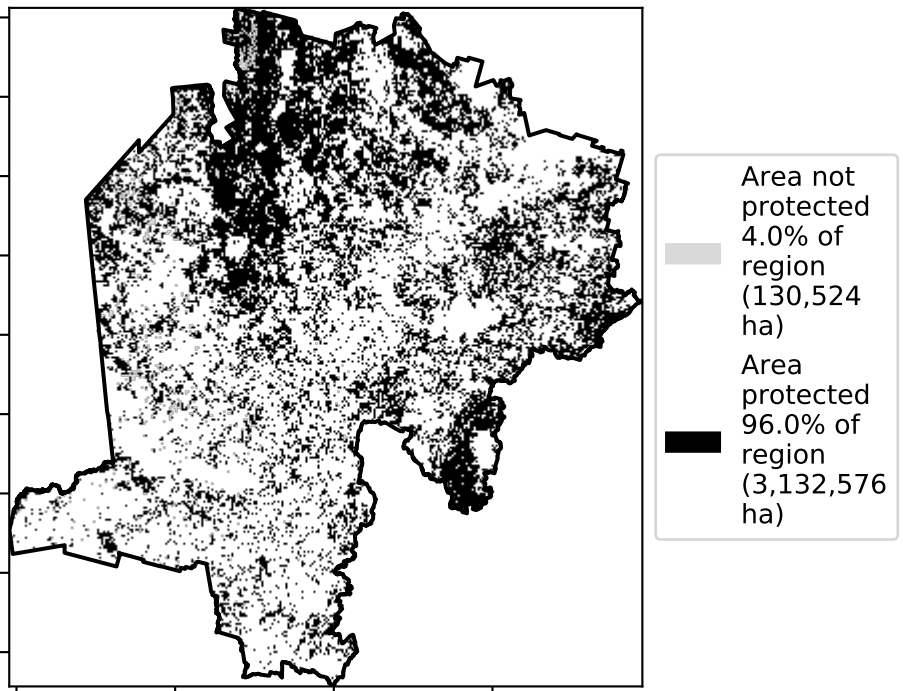 Area not
protected
4.0% of
region
(130,524
ha)
Area
protected
96.0% of
region
(3,132,576
ha)